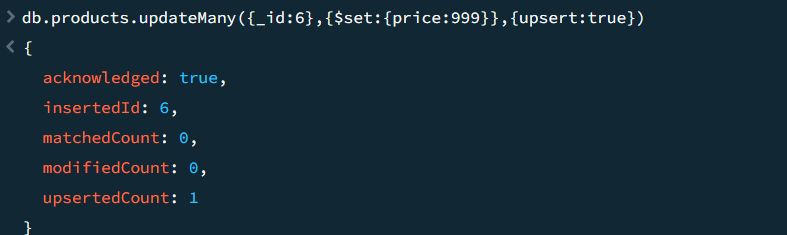 > db.products.updateMany({_id:6},{$set:{price:999}},{upsert:true})
< {
acknowledged: true,
insertedId: 6,
matchedCount: 0,
modifiedCount: 0,
upsertedCount: 1
}